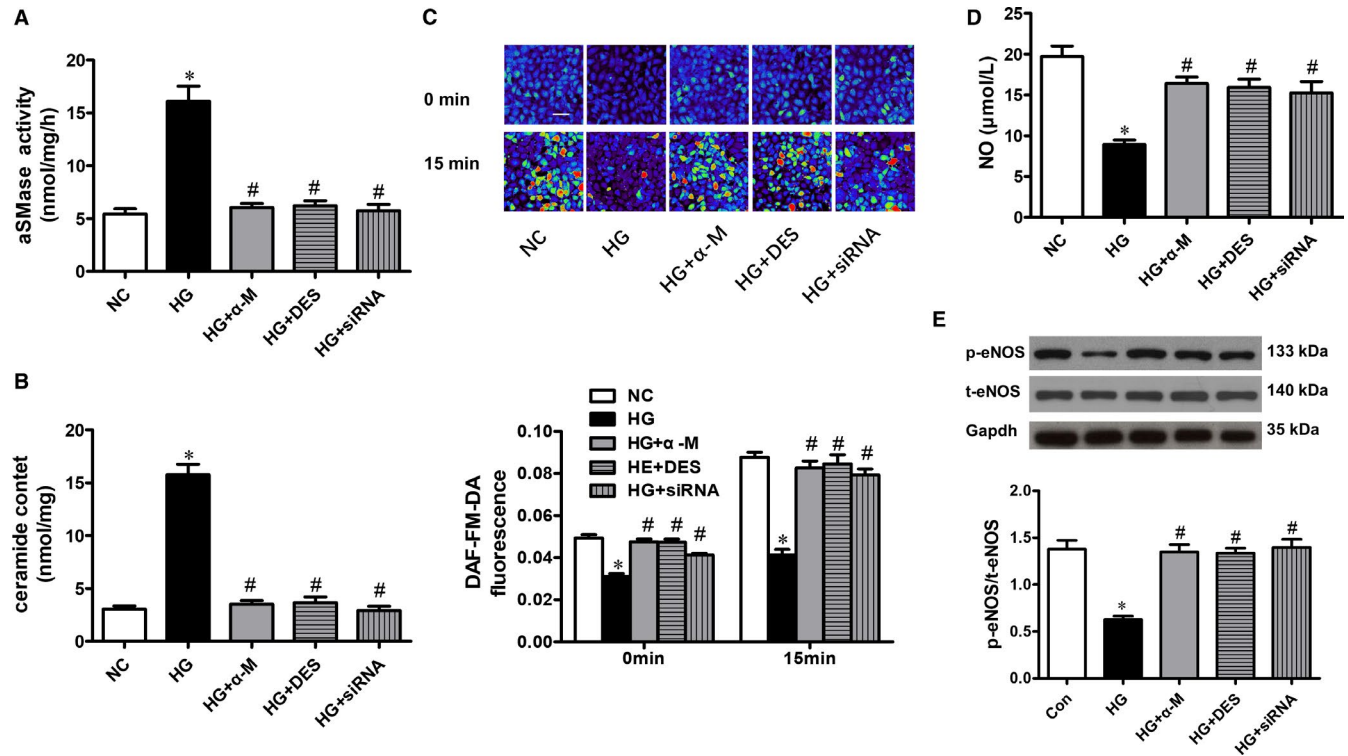 A
aSMase activity
(nmol/mg/h)
20
15
10
5
0
*
#
#
#
NC
HG
HG+α-M
HG+DES
HG+siRNA
B
ceramide contet
(nmol/mg)
20
15
10
5
0
*
#
#
#
NC
HG
HG+α-M
HG+DES
HG+siRNA
C
0 min
15 min
NC
HG
HG+α-M
HG+DES
HG+siRNA
NC
HG
HG+α -M
HE+DES
HG+siRNA
DAF-FM-DA
fluorescence
0.10
0.08
0.06
0.04
0.02
0.00
*
#
#
#
*
#
#
#
0min
15min
D
NO (μmol/L)
25
20
15
10
5
0
*
#
#
#
NC
HG
HG+α-M
HG+DES
HG+siRNA
E
p-eNOS 133 kDa
t-eNOS 140 kDa
Gapdh 35 kDa
p-eNOS/t-eNOS
2.0
1.5
1.0
0.5
0.0
*
#
#
#
Con
HG
HG+α-M
HG+DES
HG+siRNA